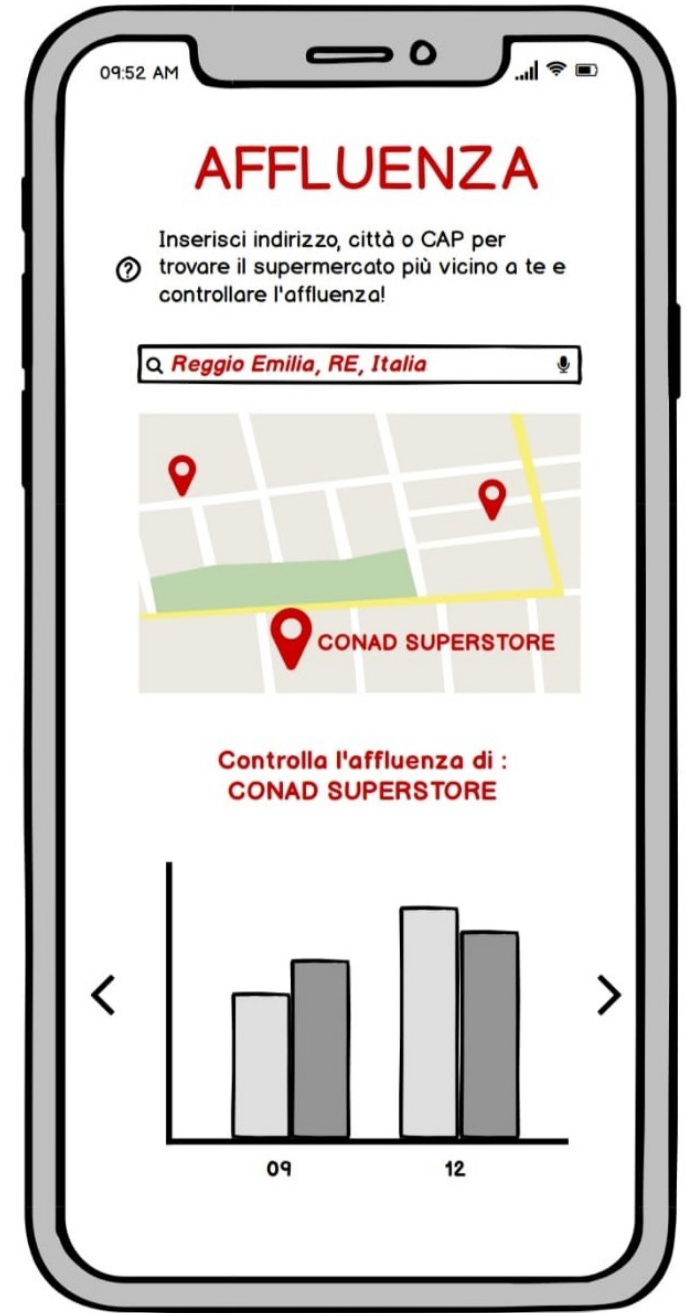 09:52 AM
AFFLUENZA
Inserisci indirizzo, città o CAP per
trovare il supermercato più vicino a te e
controllare l'affluenza!
Reggio Emilia, RE, Italia
CONAD SUPERSTORE
Controlla l'affluenza di :
CONAD SUPERSTORE
09 12